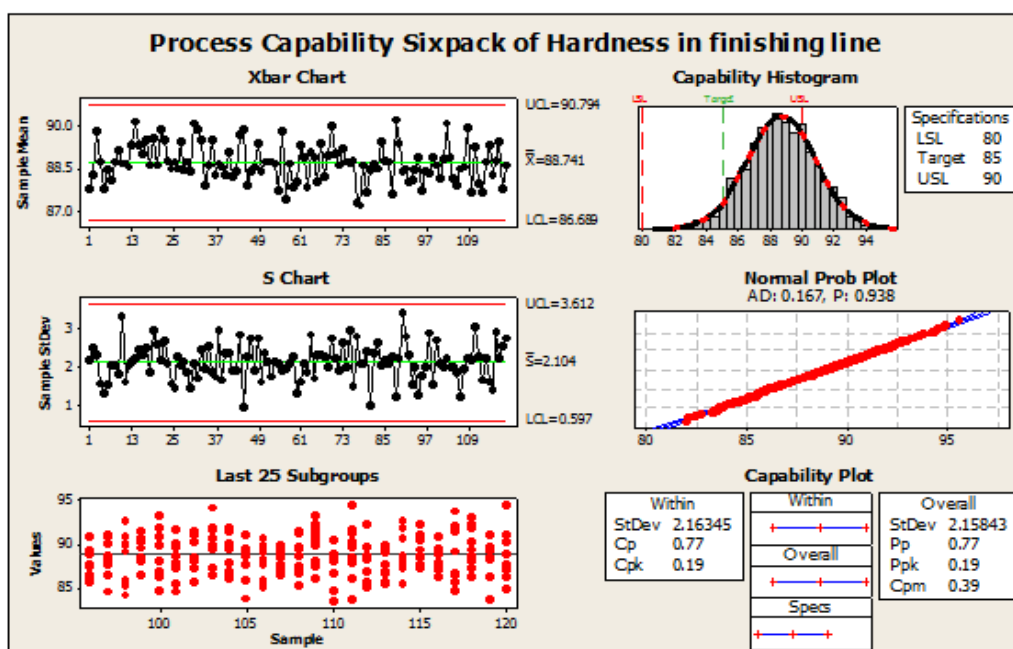 Process Capability Sixpack of Hardness in finishing line
Xbar Chart
Sample Mean
90.0
88.5
87.0
1 13 25 37 49 61 73 85 97 109
UCL=90.794
X=88.741
LCL=86.689
Capability Histogram
LSL Target USL
80 82 84 86 88 90 92 94
Specifications
LSL 80
Target 85
USL 90
S Chart
Sample StDev
3
2
1
1 13 25 37 49 61 73 85 97 109
UCL=3.612
S=2.104
LCL=0.597
Normal Prob Plot
AD: 0.167, P: 0.938
80 85 90 95
Last 25 Subgroups
Values
95
90
85
100 105 110 115 120
Sample
Capability Plot
Within
StDev 2.16345
Cp 0.77
Cpk 0.19
Within
Overall
Specs
Overall
StDev 2.15843
Pp 0.77
Ppk 0.19
Cpm 0.39